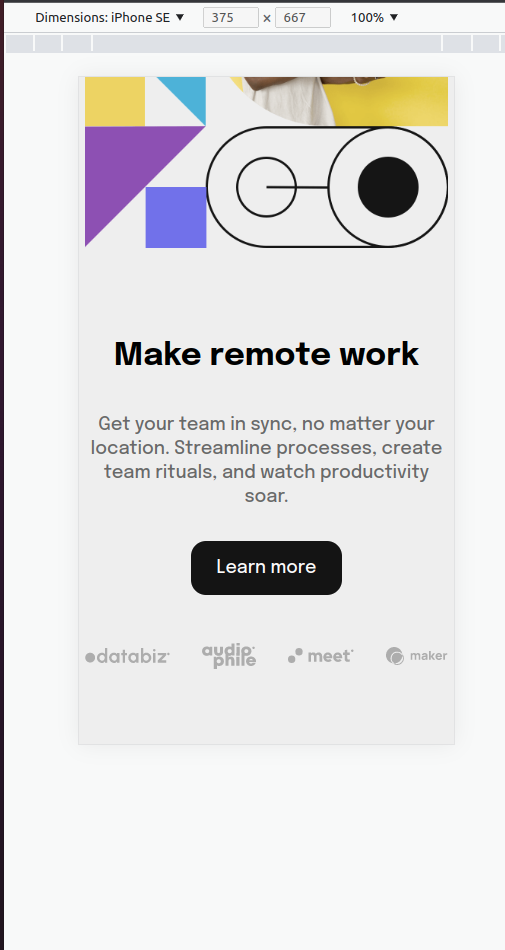 Dimensions: iPhone SE ▼ 375 × 667 100% ▼
Make remote work
Get your team in sync, no matter your
location. Streamline processes, create
team rituals, and watch productivity
soar.
Learn more
databiz audiophile meet maker